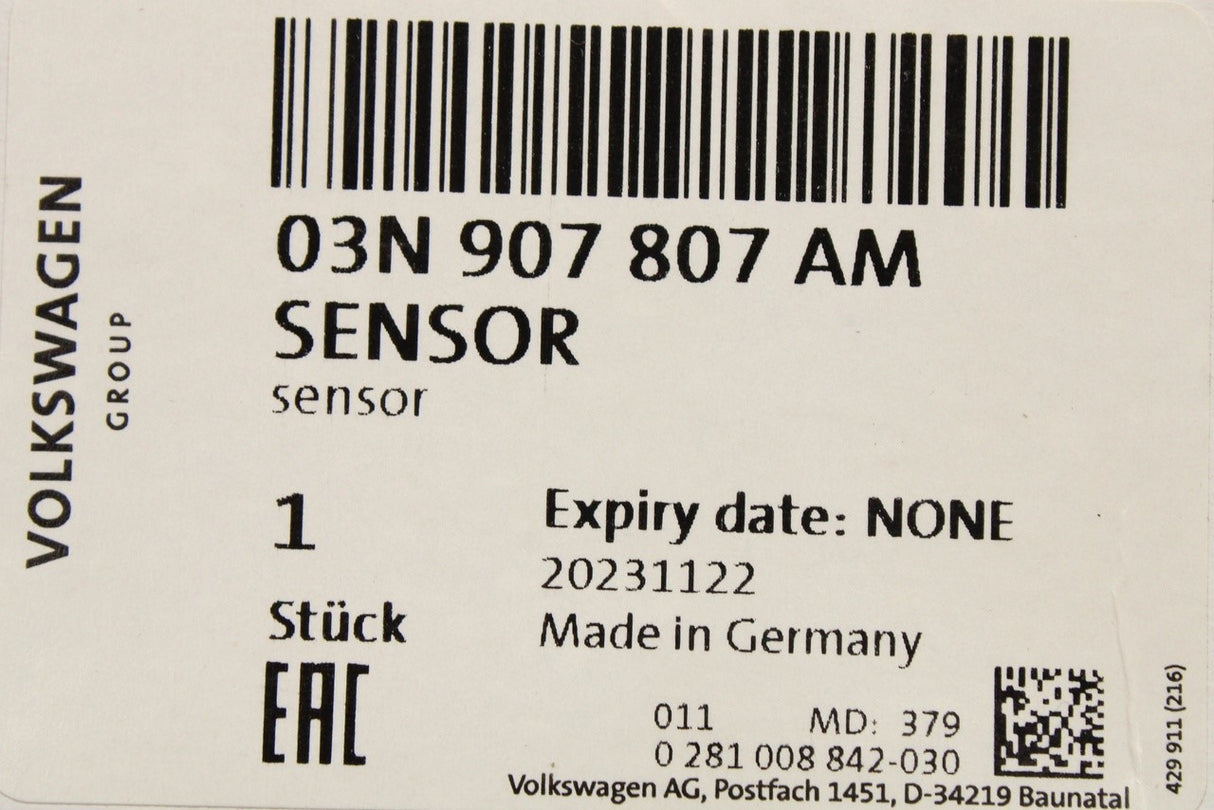 VOLKSWAGEN
GROUP
03N 907 807 AM
SENSOR
sensor
1
Expiry date: NONE
20231122
Stück
Made in Germany
EAC
011 MD: 379
0 281 008 842-030
Volkswagen AG, Postfach 1451, D-34219 Baunatal
429 911 (216)